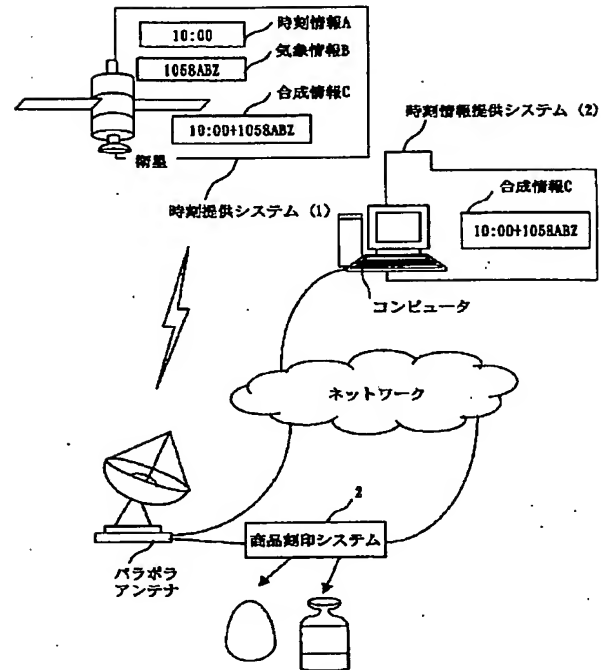 時刻情報A
10:00
気象情報B
1058ABZ
合成情報C
10:00+1058ABZ
衛星
時刻提供システム (1)
時刻情報提供システム (2)
合成情報C
10:00+1058ABZ
コンピュータ
ネットワーク
2
商品刻印システム
パラボラ
アンテナ